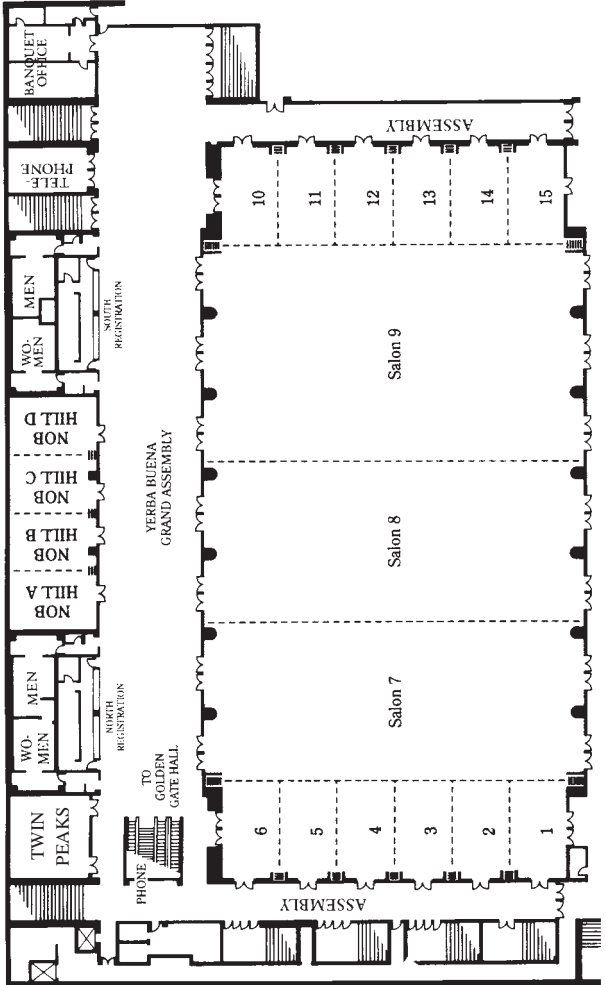 BANQUET
OFFICE
TELE-
PHONE
MEN
WO-
MEN
SOUTH
REGISTRATION
NOB
HILL D
NOB
HILL C
NOB
HILL B
NOB
HILL A
MEN
WO-
MEN
NORTH
REGISTRATION
TWIN
PEAKS
YERBA BUENA
GRAND ASSEMBLY
TO
GOLDEN
GATE HALL
PHONE
ASSEMBLY
10
11
12
13
14
15
Salon 9
Salon 8
Salon 7
6
5
4
3
2
1
ASSEMBLY